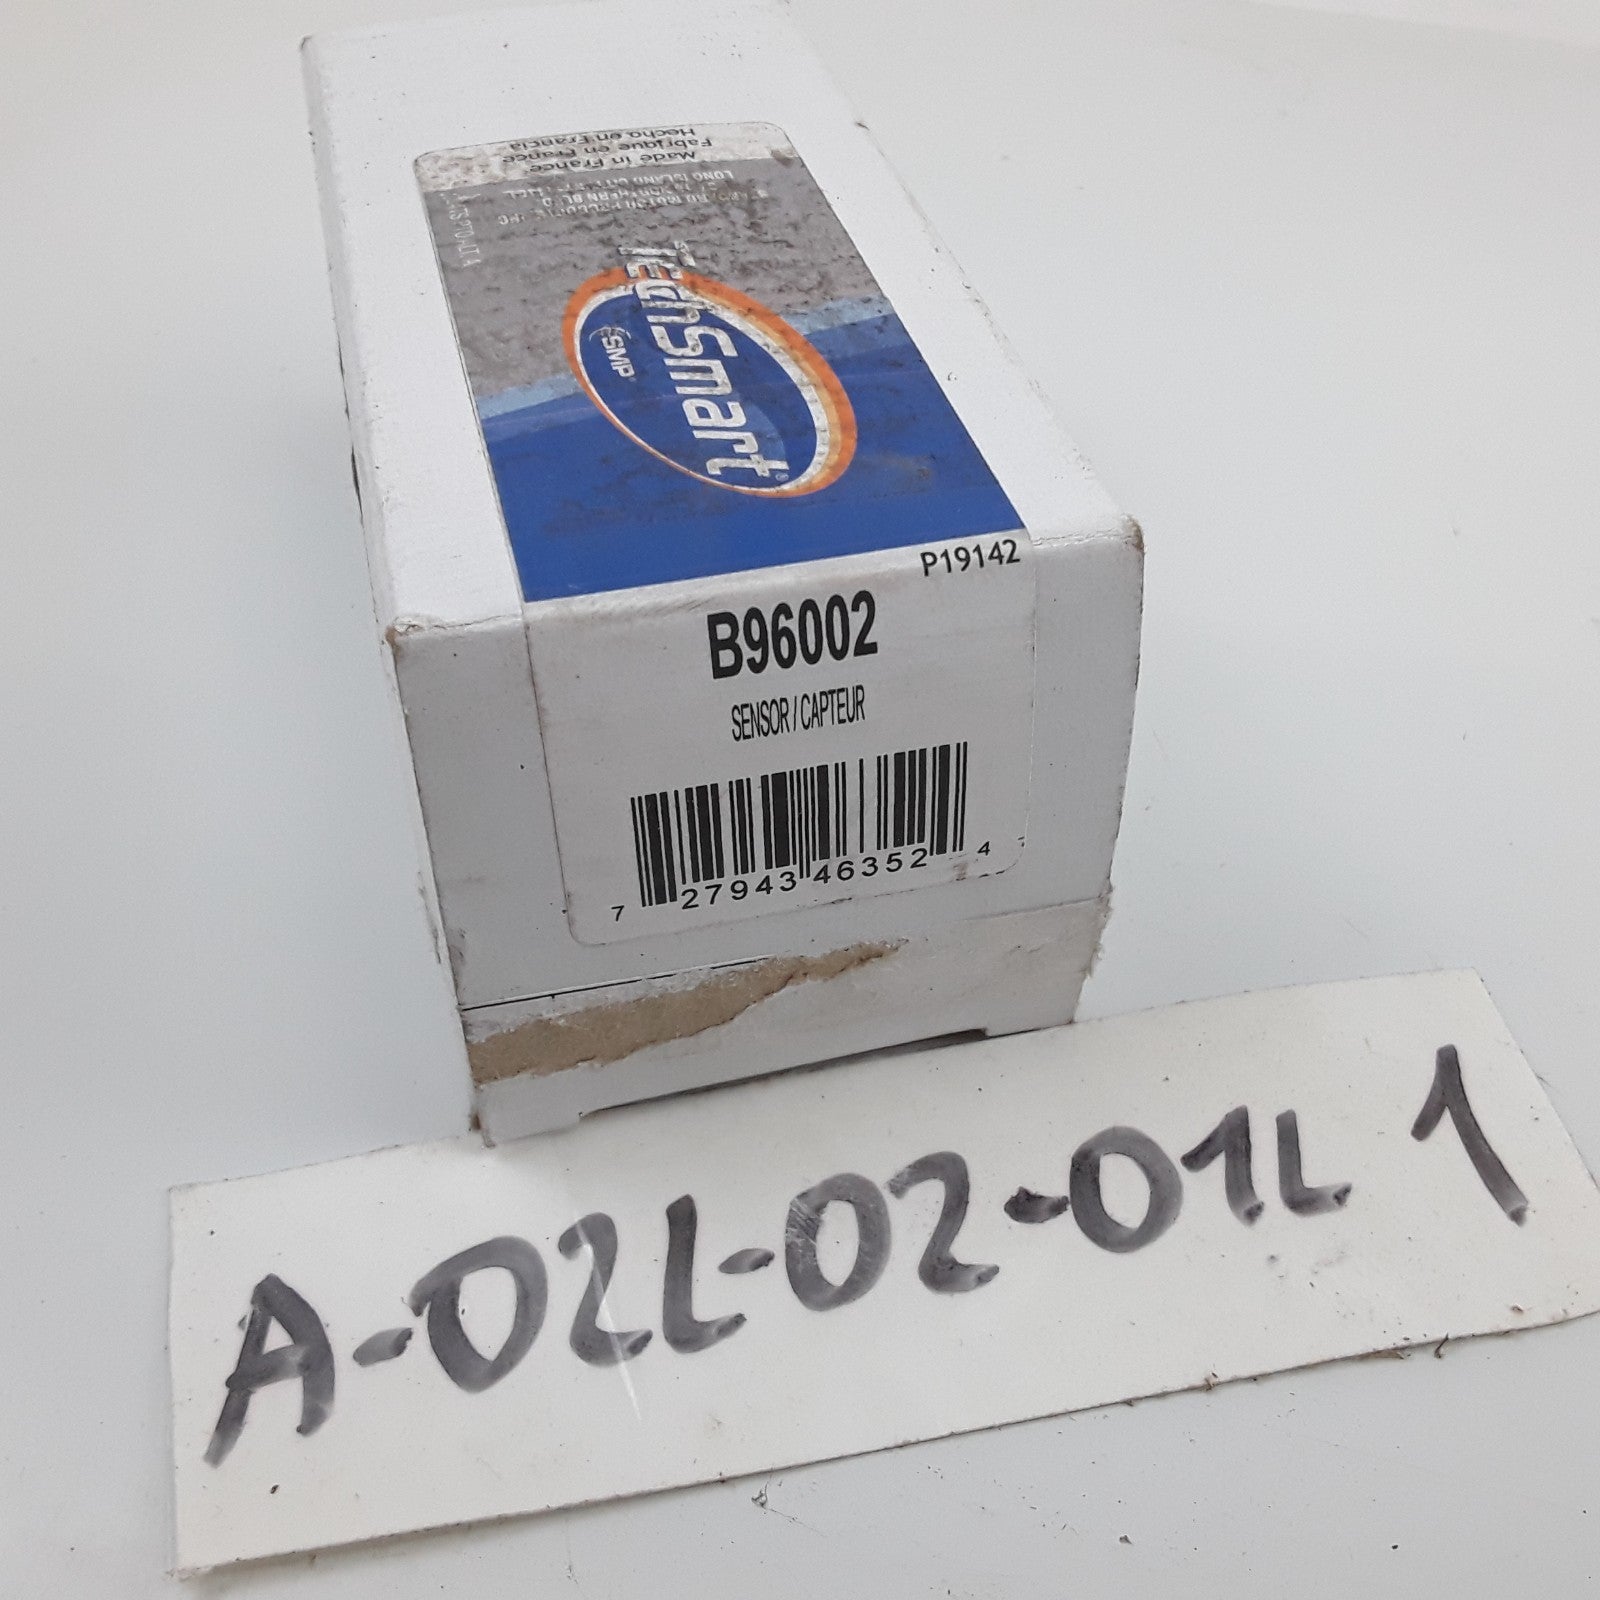 Hecho en Francia
Fabriqué en France
Made in France
TechSmart®
SMP®
P19142
B96002
SENSOR / CAPTEUR
7 27943 46352 4
A-02L-02-01L 1